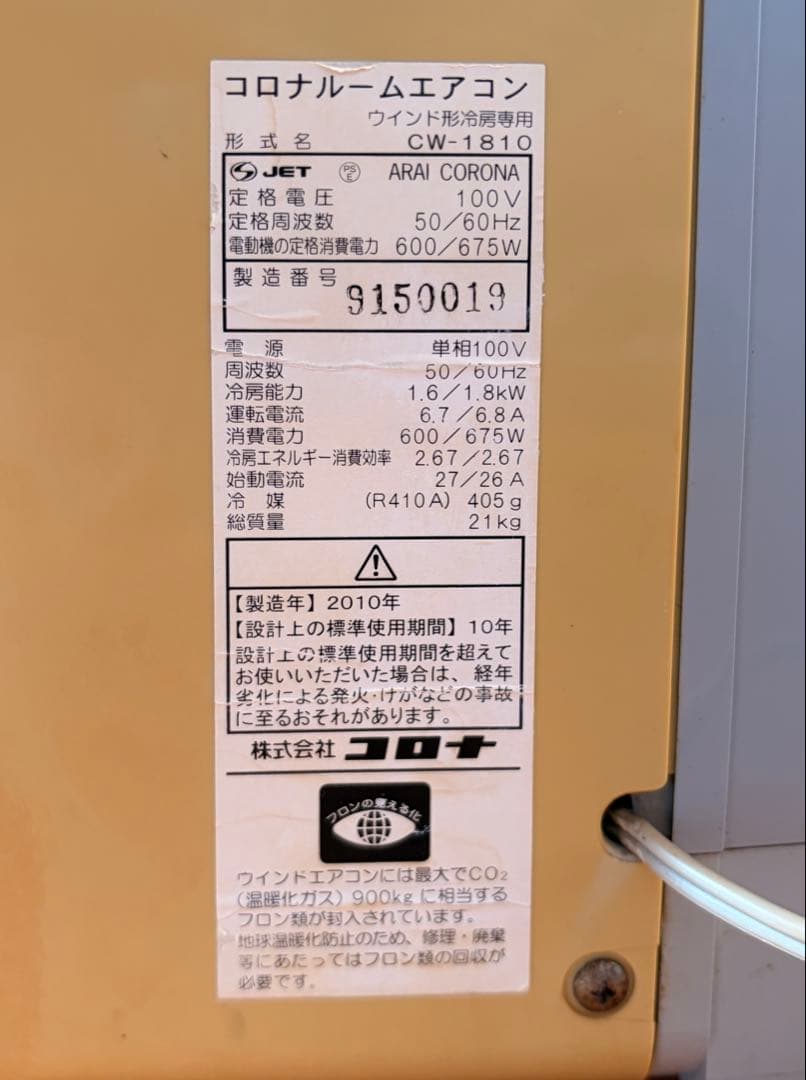 コロナルームエアコン
ウインド形冷房専用
形式名 CW-1810
JET PSE ARAI CORONA
定格電圧 100V
定格周波数 50/60Hz
電動機の定格消費電力 600/675W
製造番号 9150019
電源 単相100V
周波数 50/60Hz
冷房能力 1.6/1.8kW
運転電流 6.7/6.8A
消費電力 600/675W
冷房エネルギー消費効率 2.67/2.67
始動電流 27/26A
冷媒 (R410A) 405g
総質量 21kg
【製造年】2010年
【設計上の標準使用期間】10年
設計上の標準使用期間を超えて
お使いいただいた場合は、経年
劣化による発火・けがなどの事故
に至るおそれがあります。
株式会社 コロナ
フロンの見える化
ウインドエアコンには最大でCO₂
(温暖化ガス) 900kgに相当する
フロン類が封入されています。
地球温暖化防止のため、修理・廃棄
等にあたってはフロン類の回収が
必要です。